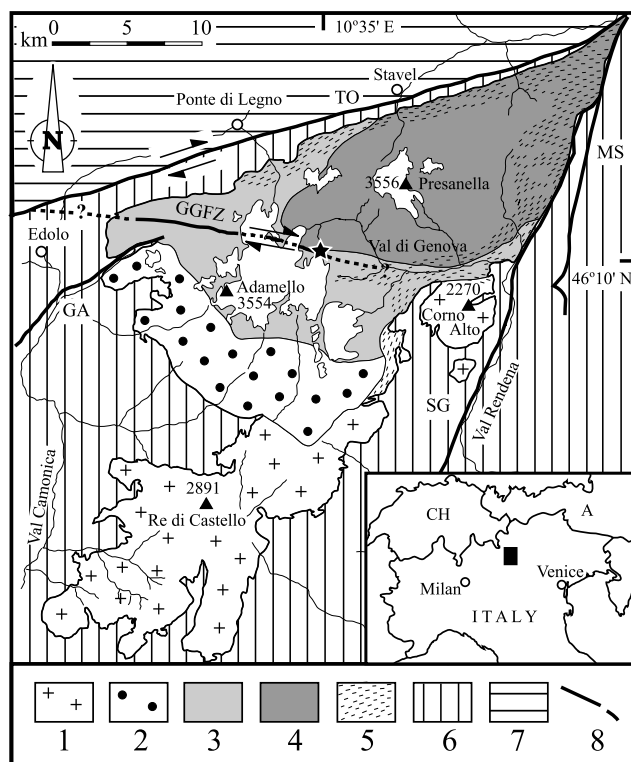 km
0 5 10
10°35' E
Stavel
Ponte di Legno
TO
N
MS
3556
Presanella
?
GGFZ
Edolo
Val di Genova
46°10' N
Adamello
3554
2270
Corno
Alto
GA
SG
Val Rendena
2891
Re di Castello
Val Camonica
CH
A
Milan
Venice
ITALY
1 2 3 4 5 6 7 8